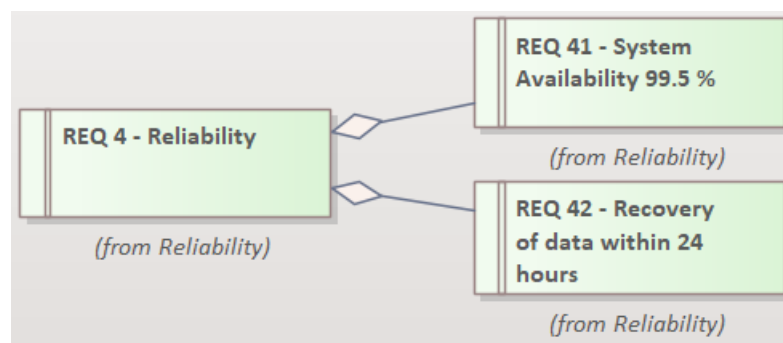 REQ 4 - Reliability
(from Reliability)
REQ 41 - System
Availability 99.5 %
(from Reliability)
REQ 42 - Recovery
of data within 24
hours
(from Reliability)